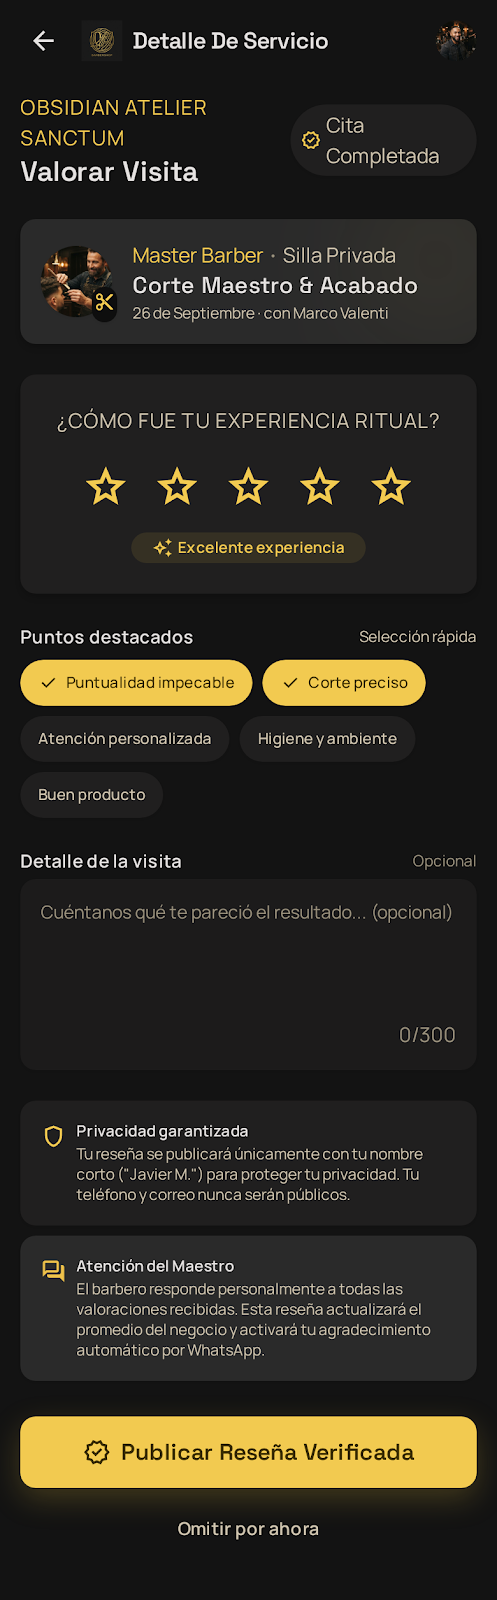 Detalle De Servicio
OBSIDIAN ATELIER
SANCTUM
Valorar Visita
Cita
Completada
Master Barber · Silla Privada
Corte Maestro & Acabado
26 de Septiembre · con Marco Valenti
¿CÓMO FUE TU EXPERIENCIA RITUAL?
Excelente experiencia
Puntos destacados
Selección rápida
Puntualidad impecable
Corte preciso
Atención personalizada
Higiene y ambiente
Buen producto
Detalle de la visita
Opcional
Cuéntanos qué te pareció el resultado... (opcional)
0/300
Privacidad garantizada
Tu reseña se publicará únicamente con tu nombre
corto ("Javier M.") para proteger tu privacidad. Tu
teléfono y correo nunca serán públicos.
Atención del Maestro
El barbero responde personalmente a todas las
valoraciones recibidas. Esta reseña actualizará el
promedio del negocio y activará tu agradecimiento
automático por WhatsApp.
Publicar Reseña Verificada
Omitir por ahora